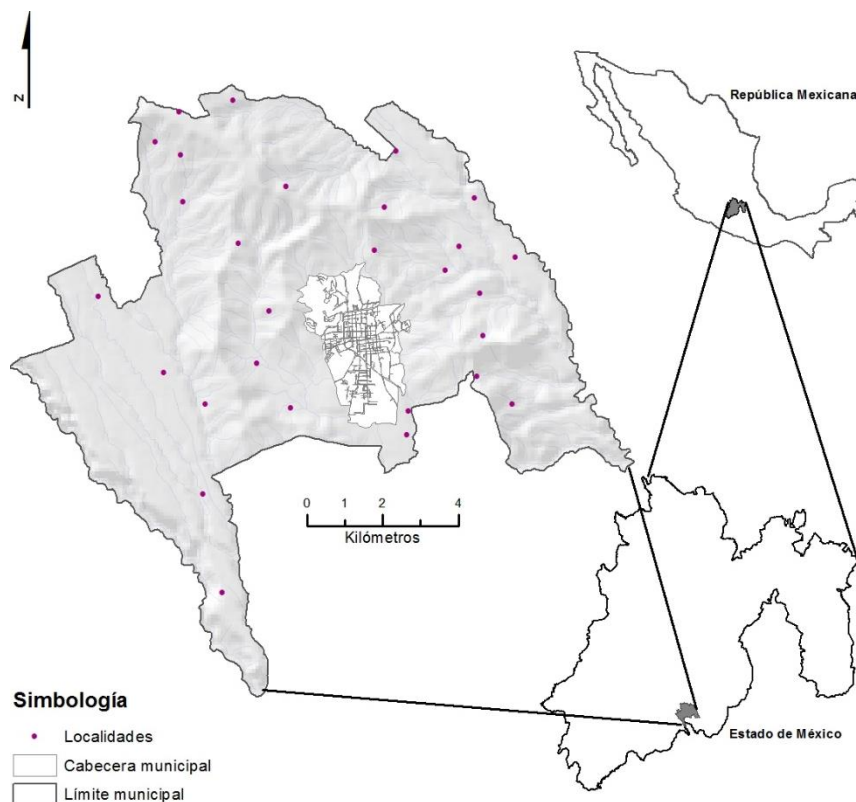 N
República Mexicana
0 1 2 4
Kilómetros
Estado de México
Simbología
Localidades
Cabecera municipal
Límite municipal